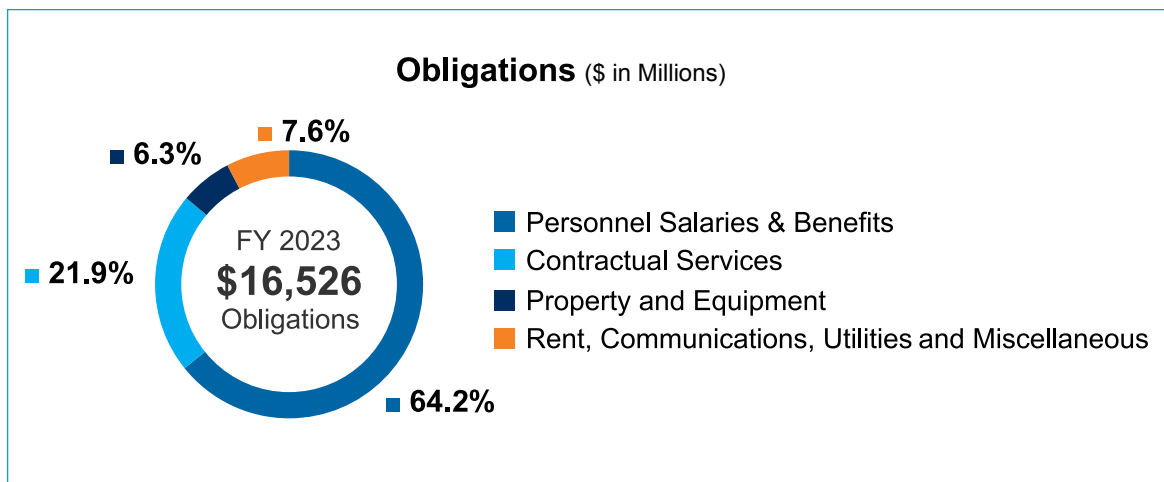 Obligations ($ in Millions)
7.6%
6.3%
21.9%
64.2%
FY 2023
$16,526
Obligations
Personnel Salaries & Benefits
Contractual Services
Property and Equipment
Rent, Communications, Utilities and Miscellaneous